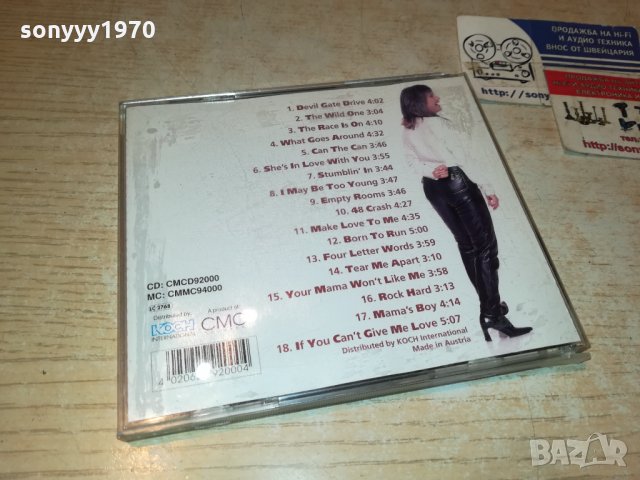 sonyyy1970
ПРОДАЖБА НА Hi-Fi
И АУДИО ТЕХНИКА
ВНОС ОТ ШВЕЙЦАРИЯ
http://sony
http://sony
1. Devil Gate Drive 4:02
2. The Wild One 3:04
3. The Race Is On 4:10
4. What Goes Around 4:32
5. Can The Can 3:46
6. She's In Love With You 3:55
7. Stumblin' In 3:44
8. I May Be Too Young 3:47
9. Empty Rooms 3:46
10. 48 Crash 4:27
11. Make Love To Me 4:35
12. Born To Run 5:00
13. Four Letter Words 3:59
14. Tear Me Apart 3:10
15. Your Mama Won't Like Me 3:58
16. Rock Hard 3:13
17. Mama's Boy 4:14
18. If You Can't Give Me Love 5:07
Distributed by KOCH International
Made in Austria
CD: CMCD92000
MC: CMMC94000
Distributed by:
KOCH
INTERNATIONAL
A product of:
CMC
BAZAR